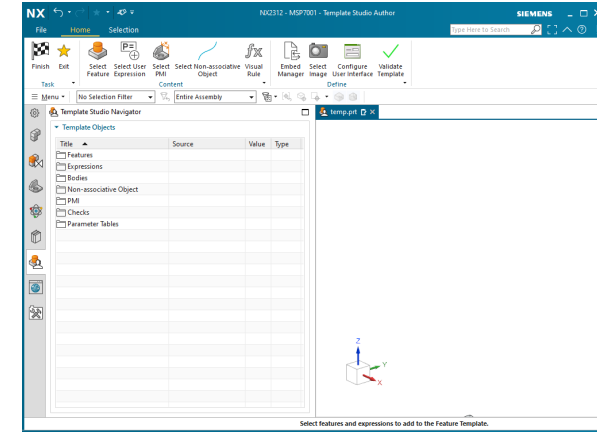 NX
NX2312 - MSP7001 - Template Studio Author
SIEMENS
File Home Selection
Type Here to Search
Finish Exit Select Feature Select User Expression Select PMI Select Non-associative Object Visual Rule Embed Manager Select Image Configure User Interface Validate Template
Task Content Define
Menu No Selection Filter Entire Assembly
Template Studio Navigator
temp.prt
Template Objects
Title Source Value Type
Features
Expressions
Bodies
Non-associative Object
PMI
Checks
Parameter Tables
Z
Y
X
Select features and expressions to add to the Feature Template.